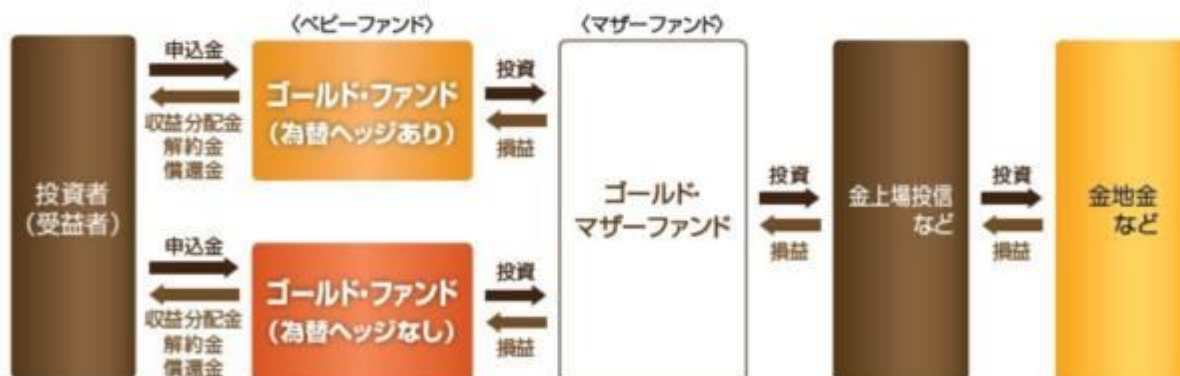 〈ベビーファンド〉
〈マザーファンド〉
投資者
（受益者）
申込金
収益分配金
解約金
償還金
ゴールド・ファンド
（為替ヘッジあり）
投資
損益
申込金
収益分配金
解約金
償還金
ゴールド・ファンド
（為替ヘッジなし）
投資
損益
ゴールド・
マザーファンド
投資
損益
金上場投信
など
投資
損益
金地金
など